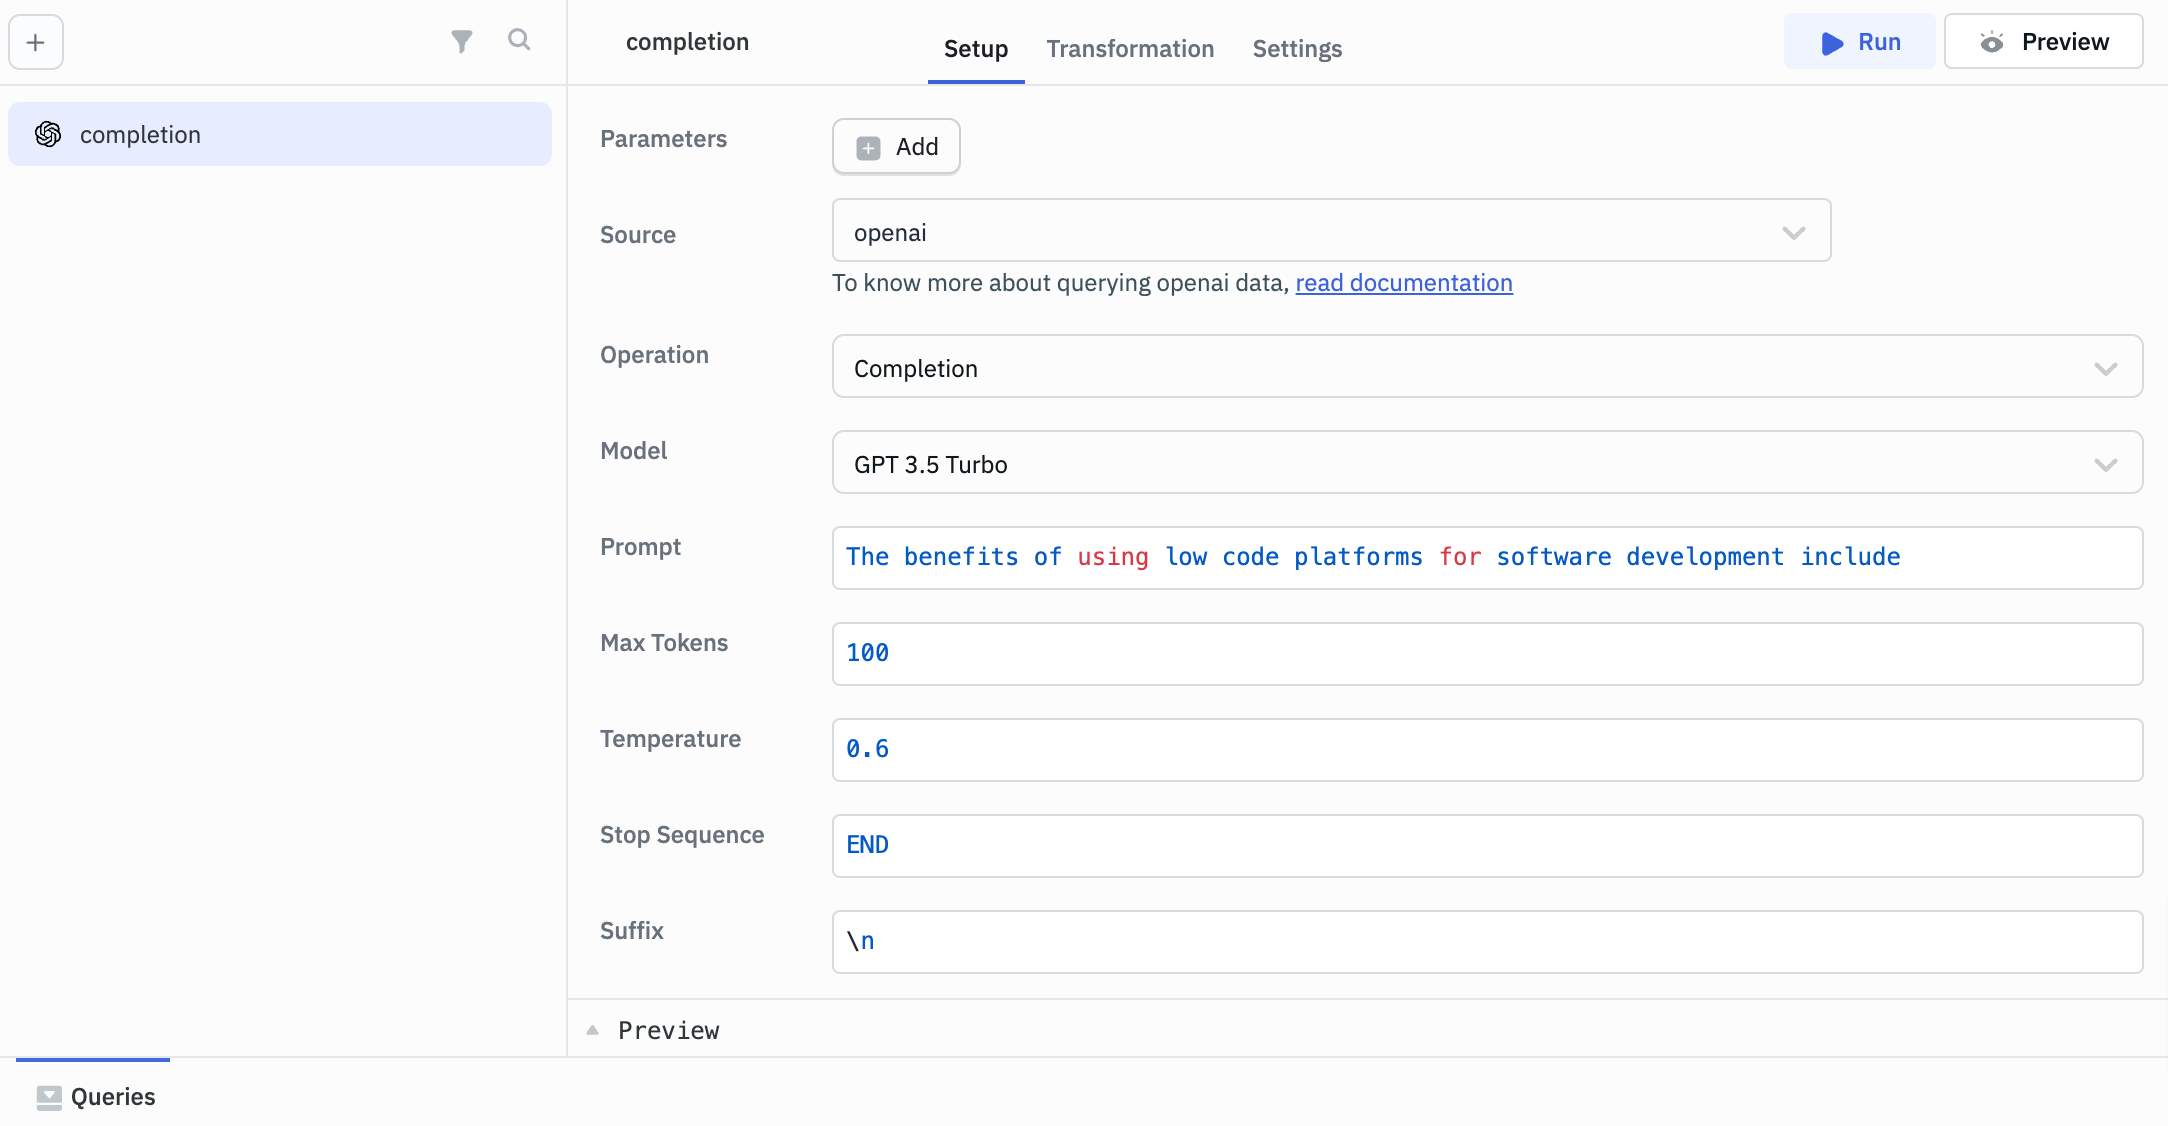 completion
Setup Transformation Settings
Run
Preview
completion
Parameters
Add
Source
openai
To know more about querying openai data, read documentation
Operation
Completion
Model
GPT 3.5 Turbo
Prompt
The benefits of using low code platforms for software development include
Max Tokens
100
Temperature
0.6
Stop Sequence
END
Suffix
\n
Preview
Queries